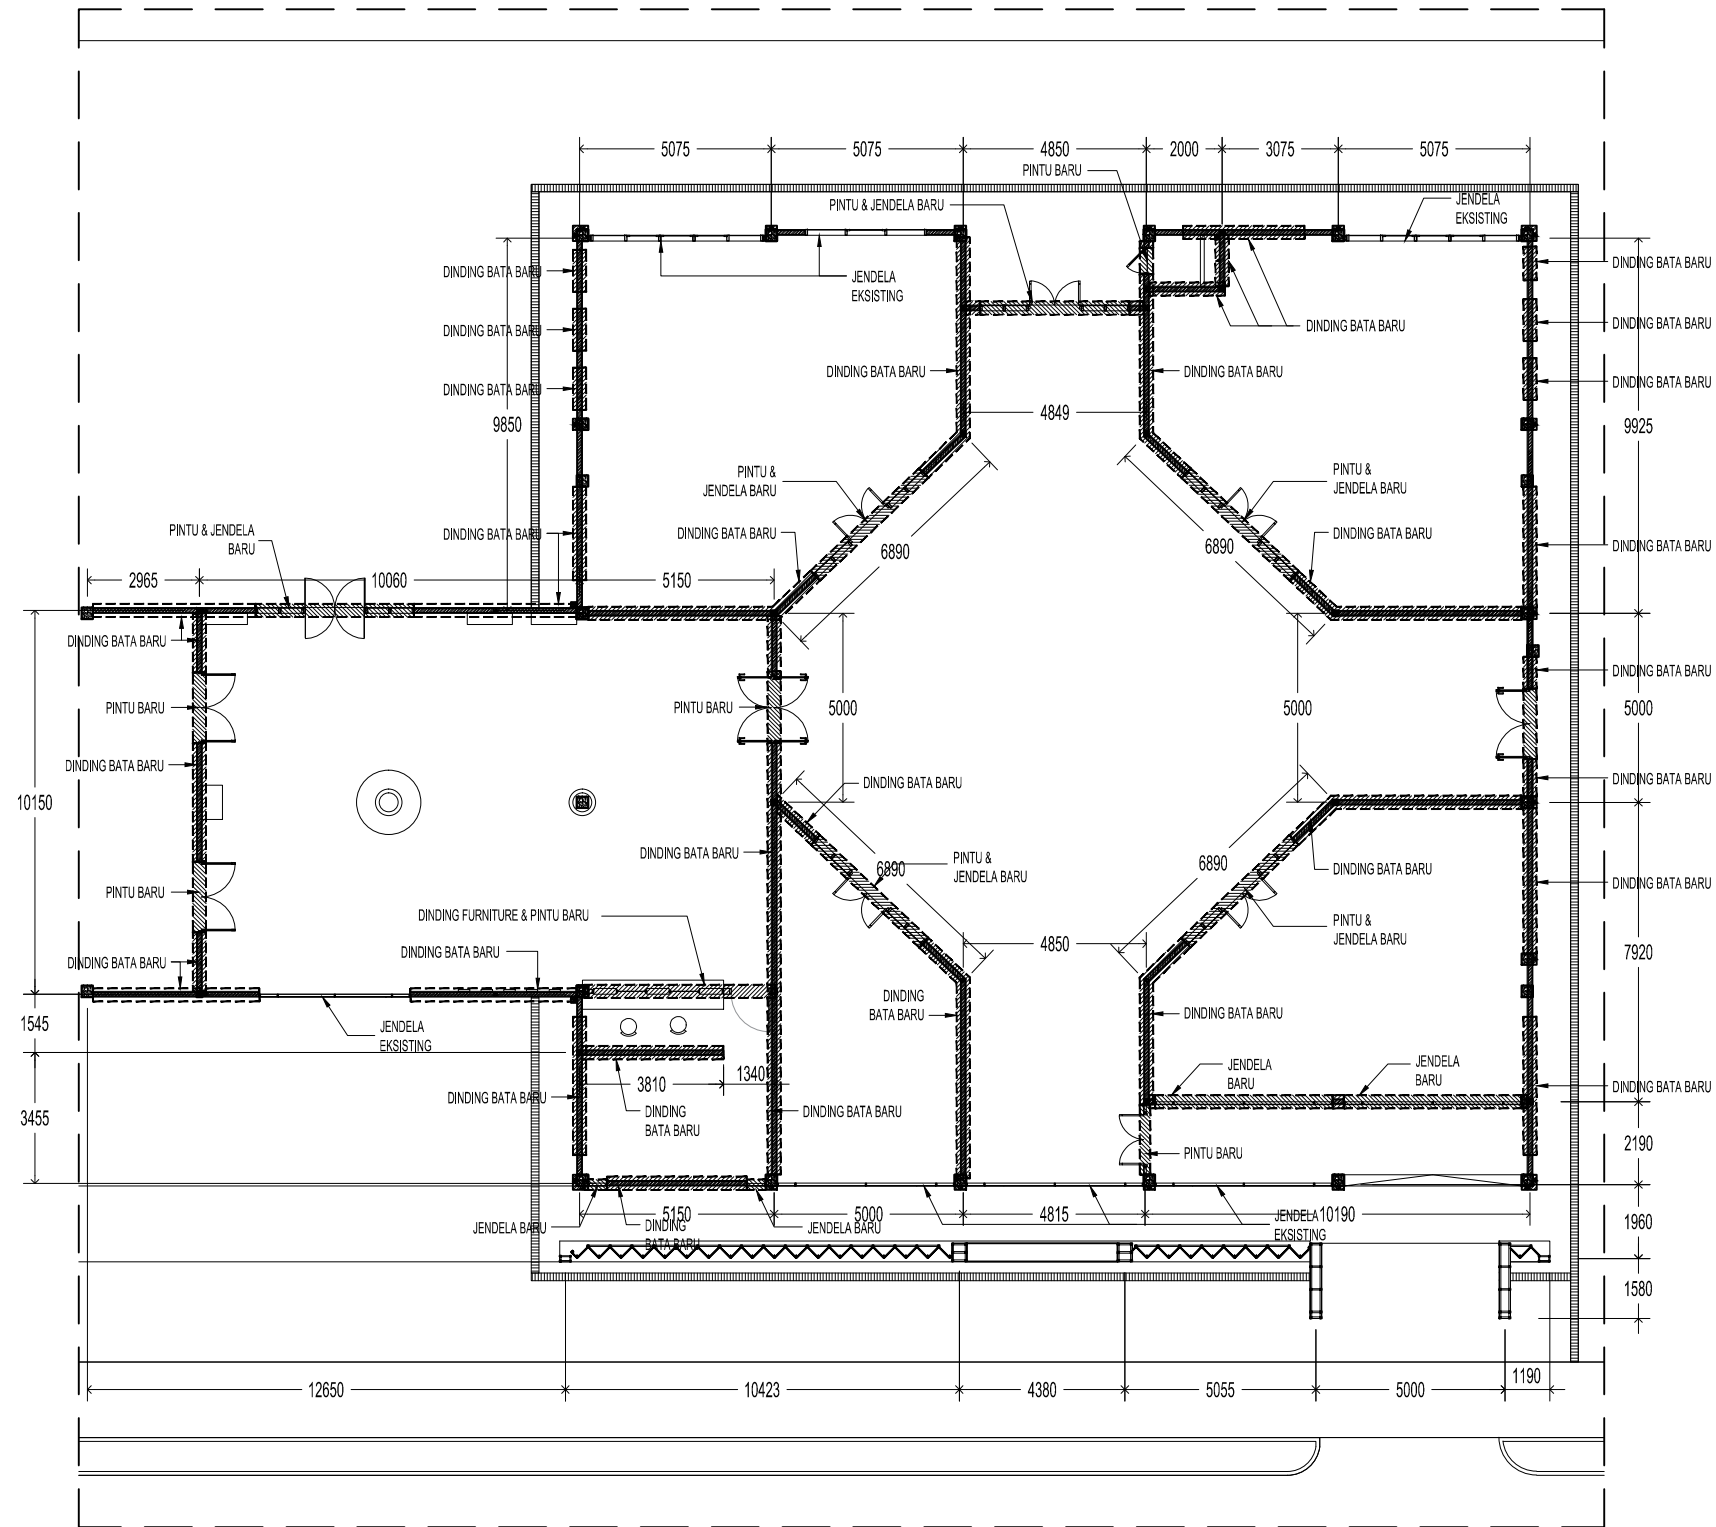 5075 5075 4850 2000 3075 5075
PINTU BARU
PINTU & JENDELA BARU
JENDELA
EKSISTING
DINDING BATA BARU
JENDELA
EKSISTING
DINDING BATA BARU
DINDING BATA BARU
DINDING BATA BARU
DINDING BATA BARU
DINDING BATA BARU
DINDING BATA BARU
DINDING BATA BARU
DINDING BATA BARU
DINDING BATA BARU
9850
4849
9925
PINTU &
JENDELA BARU
PINTU &
JENDELA BARU
PINTU & JENDELA
BARU
DINDING BATA BARU
DINDING BATA BARU
DINDING BATA BARU
DINDING BATA BARU
6890
6890
2965 10060 5150
DINDING BATA BARU
DINDING BATA BARU
PINTU BARU
PINTU BARU
5000
5000
5000
DINDING BATA BARU
DINDING BATA BARU
DINDING BATA BARU
10150
DINDING BATA BARU
6890
6890
PINTU &
JENDELA BARU
DINDING BATA BARU
DINDING BATA BARU
PINTU BARU
DINDING FURNITURE & PINTU BARU
PINTU &
JENDELA BARU
4850
7920
DINDING BATA BARU
DINDING BATA BARU
DINDING
BATA BARU
DINDING BATA BARU
1545
JENDELA
EKSISTING
JENDELA
BARU
JENDELA
BARU
3810
1340
DINDING BATA BARU
DINDING BATA BARU
DINDING
BATA BARU
DINDING BATA BARU
3455
2190
PINTU BARU
5150 5000 4815 10190
JENDELA BARU
DINDING
BATA BARU
JENDELA BARU
JENDELA
EKSISTING
1960
1580
12650 10423 4380 5055 5000 1190